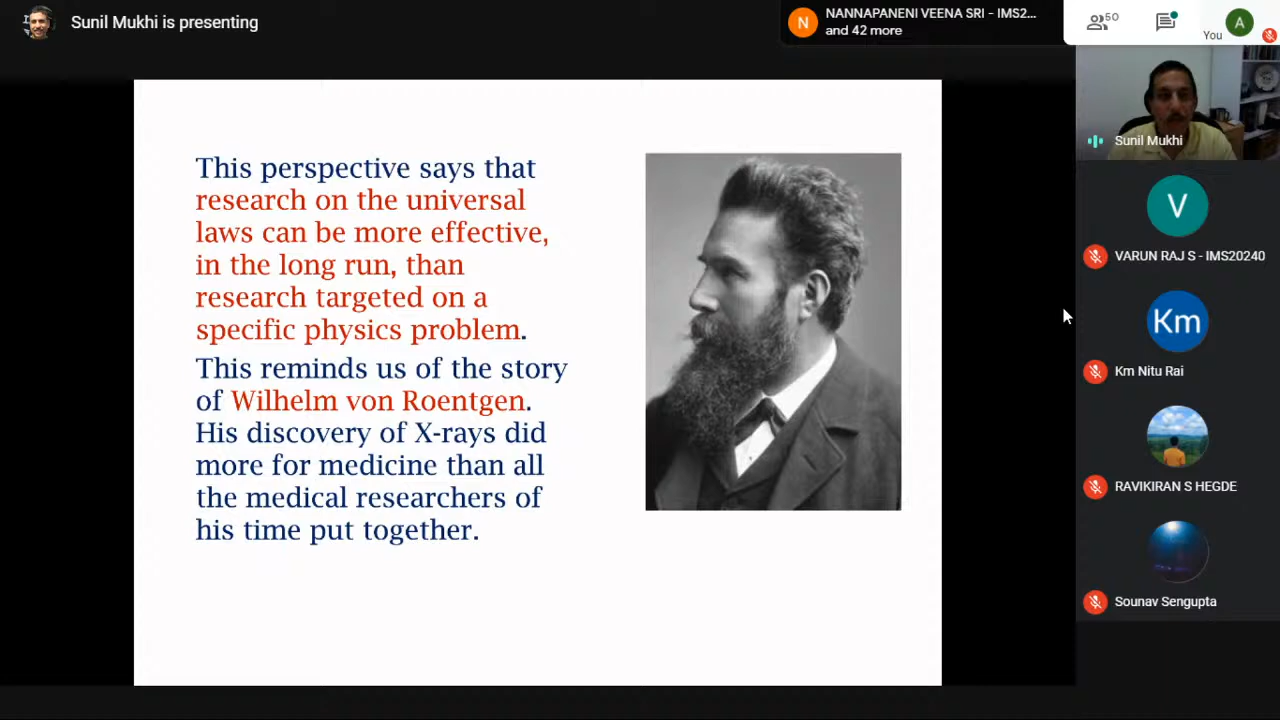 Sunil Mukhi is presenting
NANNAPANENI VEENA SRI - IMS2...
and 42 more
50
You
A
N
This perspective says that
research on the universal
laws can be more effective,
in the long run, than
research targeted on a
specific physics problem.
This reminds us of the story
of Wilhelm von Roentgen.
His discovery of X-rays did
more for medicine than all
the medical researchers of
his time put together.
Sunil Mukhi
V
VARUN RAJ S - IMS20240
Km
Km Nitu Rai
RAVIKIRAN S HEGDE
Sounav Sengupta